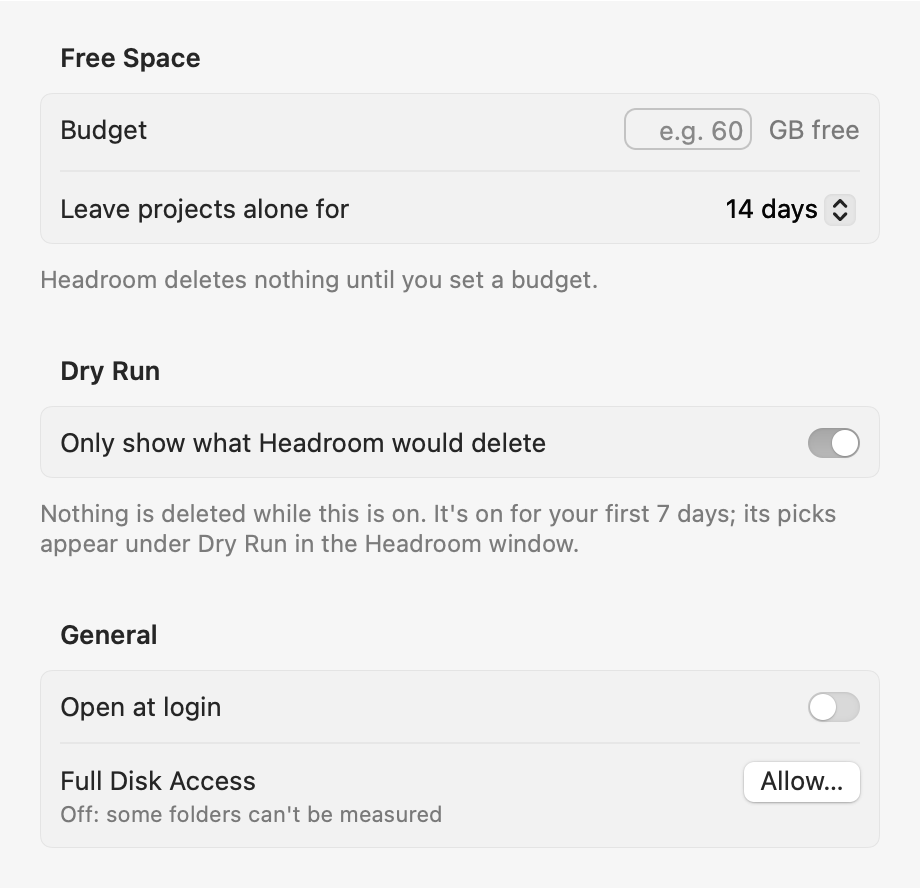 Free Space
Budget
e.g. 60 GB free
Leave projects alone for
14 days
Headroom deletes nothing until you set a budget.
Dry Run
Only show what Headroom would delete
Nothing is deleted while this is on. It's on for your first 7 days; its picks
appear under Dry Run in the Headroom window.
General
Open at login
Full Disk Access
Allow...
Off: some folders can't be measured